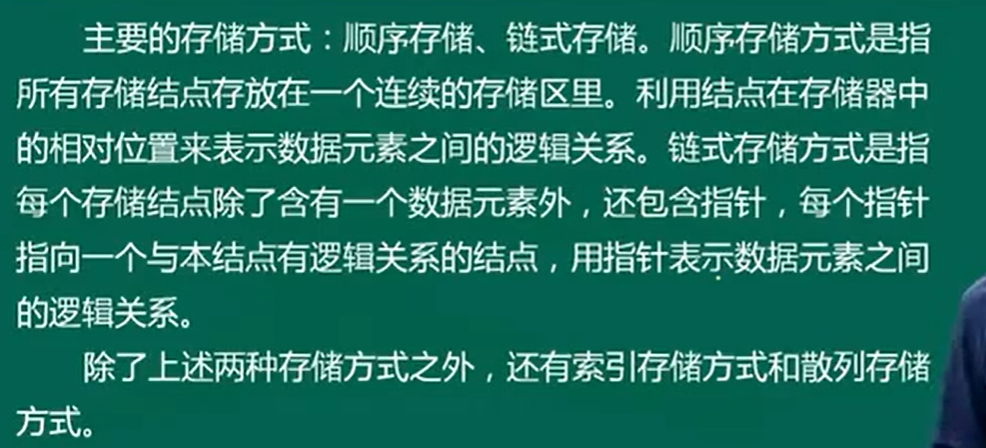 主要的存储方式：顺序存储、链式存储。顺序存储方式是指
所有存储结点存放在一个连续的存储区里。利用结点在存储器中
的相对位置来表示数据元素之间的逻辑关系。链式存储方式是指
每个存储结点除了含有一个数据元素外，还包含指针，每个指针
指向一个与本结点有逻辑关系的结点，用指针表示数据元素之间
的逻辑关系。
除了上述两种存储方式之外，还有索引存储方式和散列存储
方式。